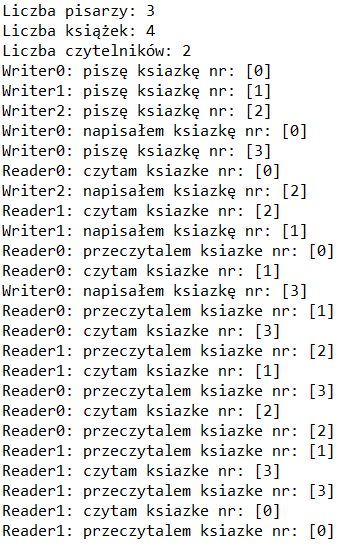 Liczba pisarzy: 3
Liczba książek: 4
Liczba czytelników: 2
Writer0: piszę ksiazkę nr: [0]
Writer1: piszę ksiazkę nr: [1]
Writer2: piszę ksiazkę nr: [2]
Writer0: napisałem ksiazkę nr: [0]
Writer0: piszę ksiazkę nr: [3]
Reader0: czytam ksiazke nr: [0]
Writer2: napisałem ksiazkę nr: [2]
Reader1: czytam ksiazke nr: [2]
Writer1: napisałem ksiazkę nr: [1]
Reader0: przeczytalem ksiazke nr: [0]
Reader0: czytam ksiazke nr: [1]
Writer0: napisałem ksiazkę nr: [3]
Reader0: przeczytalem ksiazke nr: [1]
Reader0: czytam ksiazke nr: [3]
Reader1: przeczytalem ksiazke nr: [2]
Reader1: czytam ksiazke nr: [1]
Reader0: przeczytalem ksiazke nr: [3]
Reader0: czytam ksiazke nr: [2]
Reader0: przeczytalem ksiazke nr: [2]
Reader1: przeczytalem ksiazke nr: [1]
Reader1: czytam ksiazke nr: [3]
Reader1: przeczytalem ksiazke nr: [3]
Reader1: czytam ksiazke nr: [0]
Reader1: przeczytalem ksiazke nr: [0]